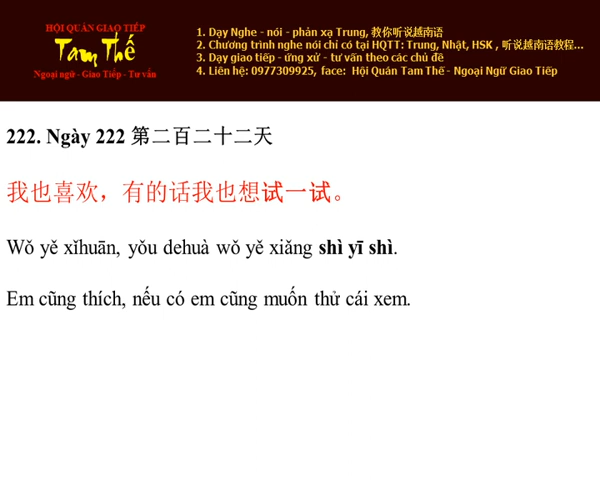 HỘI QUÁN GIAO TIẾP
Tam Thế
Ngoại ngữ - Giao Tiếp - Tư vấn
1. Dạy Nghe - nói - phản xạ Trung, 教你听说越南语
2. Chương trình nghe nói chỉ có tại HQTT: Trung, Nhật, HSK , 听说越南语教程...
3. Dạy giao tiếp - ứng xử - tư vấn theo các chủ đề
4. Liên hệ: 0977309925, face: Hội Quán Tam Thế - Ngoại Ngữ Giao Tiếp
222. Ngày 222 第二百二十二天
我也喜欢，有的话我也想试一试。
Wǒ yě xǐhuān, yǒu dehuà wǒ yě xiǎng shì yī shì.
Em cũng thích, nếu có em cũng muốn thử cái xem.